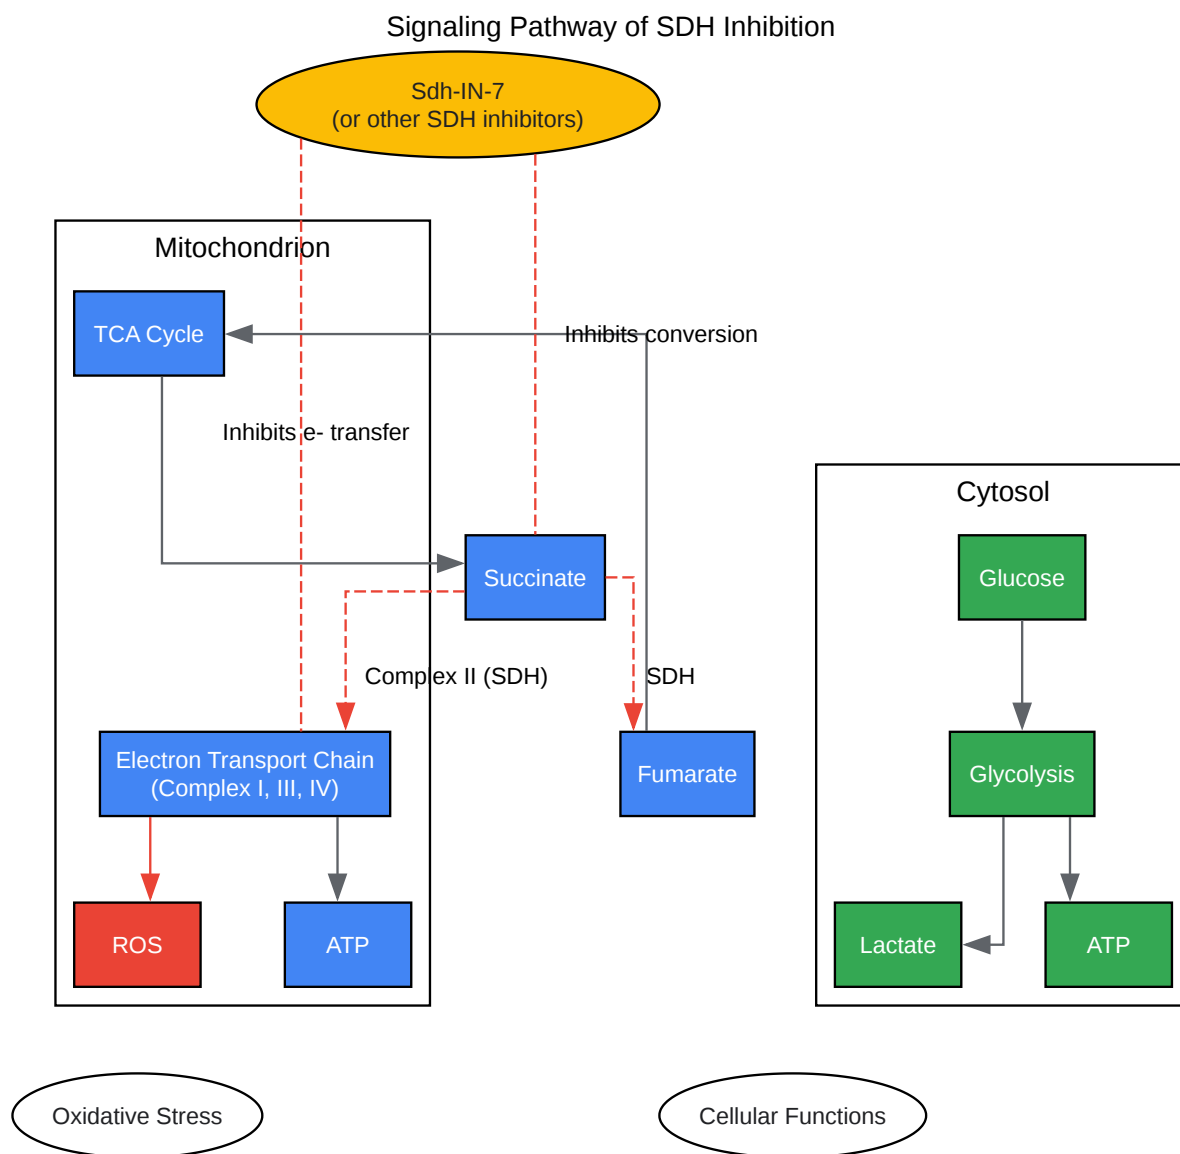 Signaling Pathway of SDH Inhibition
Sdh-IN-7
(or other SDH inhibitors)
Mitochondrion
TCA Cycle
Inhibits conversion
Inhibits e- transfer
Cytosol
Succinate
Glucose
Complex II (SDH)
SDH
Electron Transport Chain
(Complex I, III, IV)
Fumarate
Glycolysis
ROS
ATP
Lactate
ATP
Oxidative Stress
Cellular Functions